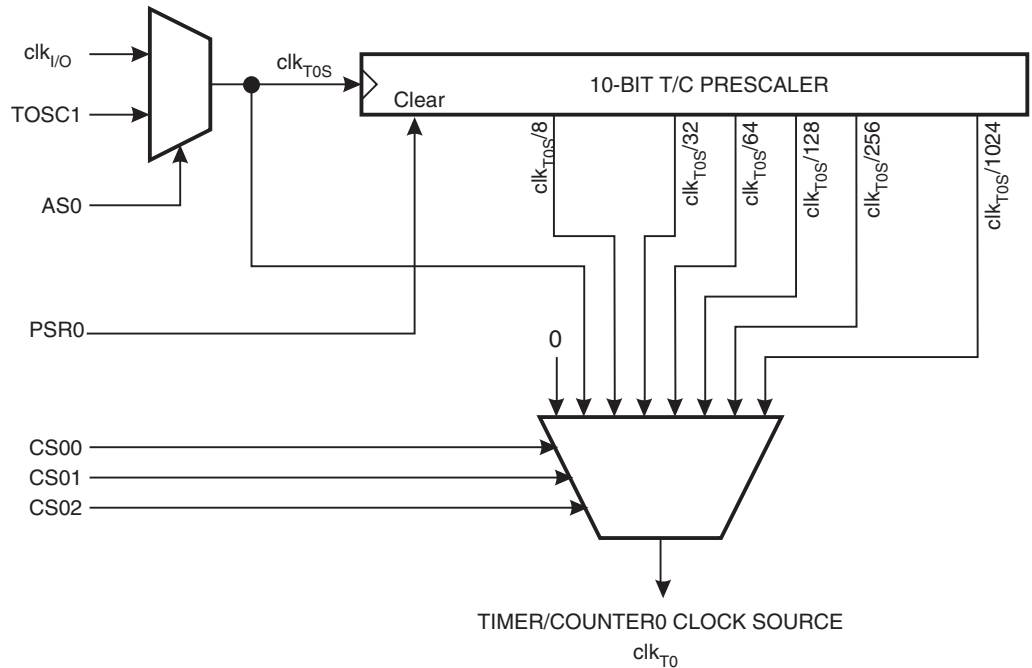 clkI/O
clkT0S
10-BIT T/C PRESCALER
TOSC1
Clear
clkT0S/8
clkT0S/32
clkT0S/64
clkT0S/128
clkT0S/256
clkT0S/1024
AS0
PSR0
0
CS00
CS01
CS02
TIMER/COUNTER0 CLOCK SOURCE
clkT0